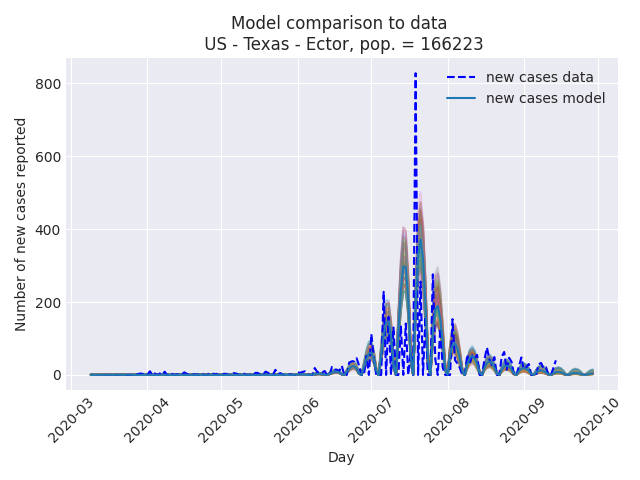 Model comparison to data
US - Texas - Ector, pop. = 166223
new cases data
new cases model
Number of new cases reported
800
600
400
200
0
2020-03
2020-04
2020-05
2020-06
2020-07
2020-08
2020-09
2020-10
Day